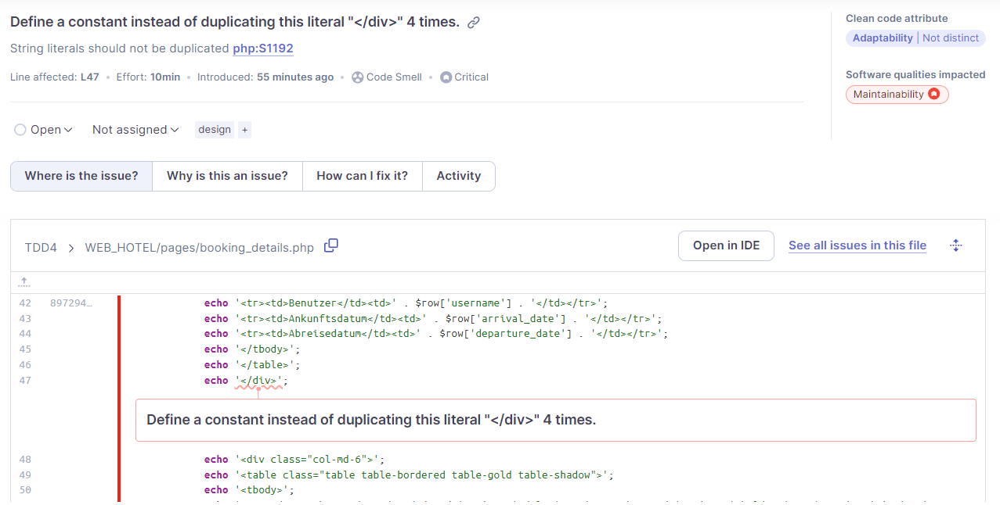 Define a constant instead of duplicating this literal "</div>" 4 times.
String literals should not be duplicated php:S1192
Line affected: L47 • Effort: 10min • Introduced: 55 minutes ago • Code Smell • Critical
Clean code attribute
Adaptability | Not distinct
Software qualities impacted
Maintainability
Open Not assigned design +
Where is the issue? Why is this an issue? How can I fix it? Activity
TDD4 > WEB_HOTEL/pages/booking_details.php Open in IDE See all issues in this file
42 897294… echo '<tr><td>Benutzer</td><td>' . $row['username'] . '</td></tr>';
43 echo '<tr><td>Ankunftsdatum</td><td>' . $row['arrival_date'] . '</td></tr>';
44 echo '<tr><td>Abreisedatum</td><td>' . $row['departure_date'] . '</td></tr>';
45 echo '</tbody>';
46 echo '</table>';
47 echo '</div>';
Define a constant instead of duplicating this literal "</div>" 4 times.
48 echo '<div class="col-md-6">';
49 echo '<table class="table table-bordered table-gold table-shadow">';
50 echo '<tbody>';